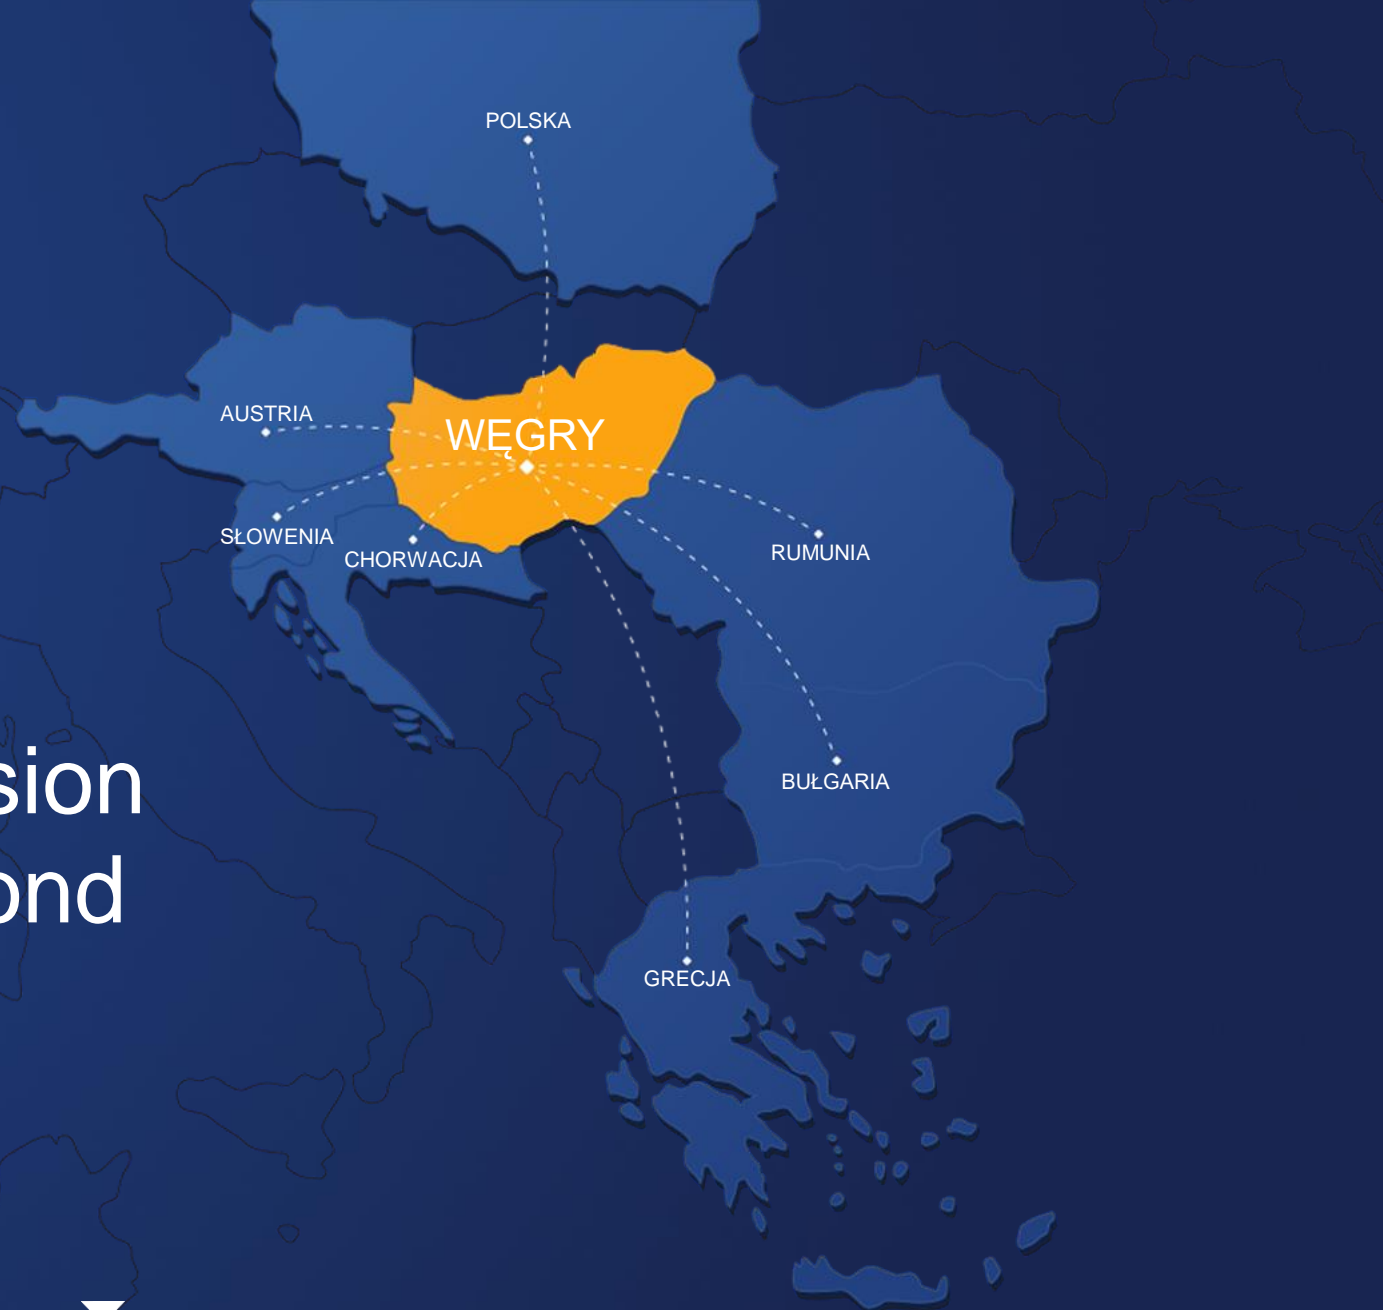 POLSKA
AUSTRIA
WĘGRY
SŁOWENIA
CHORWACJA
RUMUNIA
sion
BUŁGARIA
ond
GRECJA